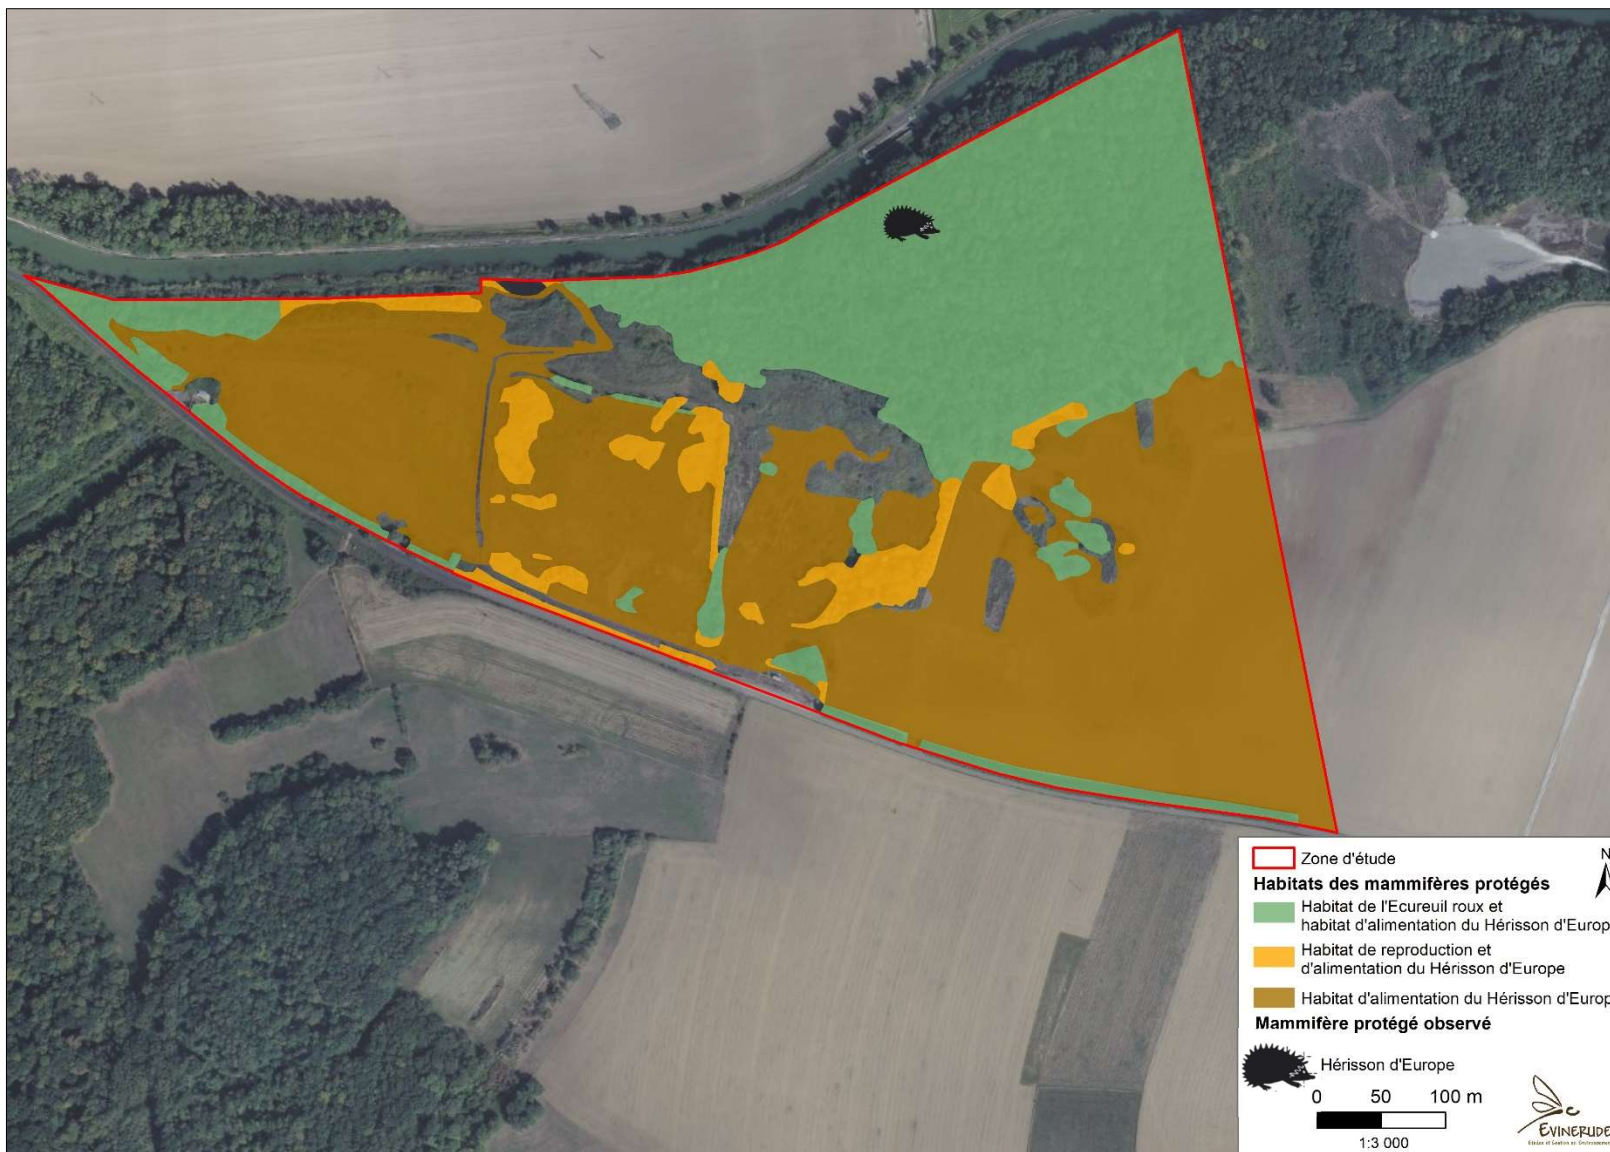 Zone d'étude
N
Habitats des mammifères protégés
Habitat de l'Ecureuil roux et
habitat d'alimentation du Hérisson d'Europ
Habitat de reproduction et
d'alimentation du Hérisson d'Europe
Habitat d'alimentation du Hérisson d'Europ
Mammifère protégé observé
Hérisson d'Europe
0 50 100 m
1:3 000
EVINERUDE